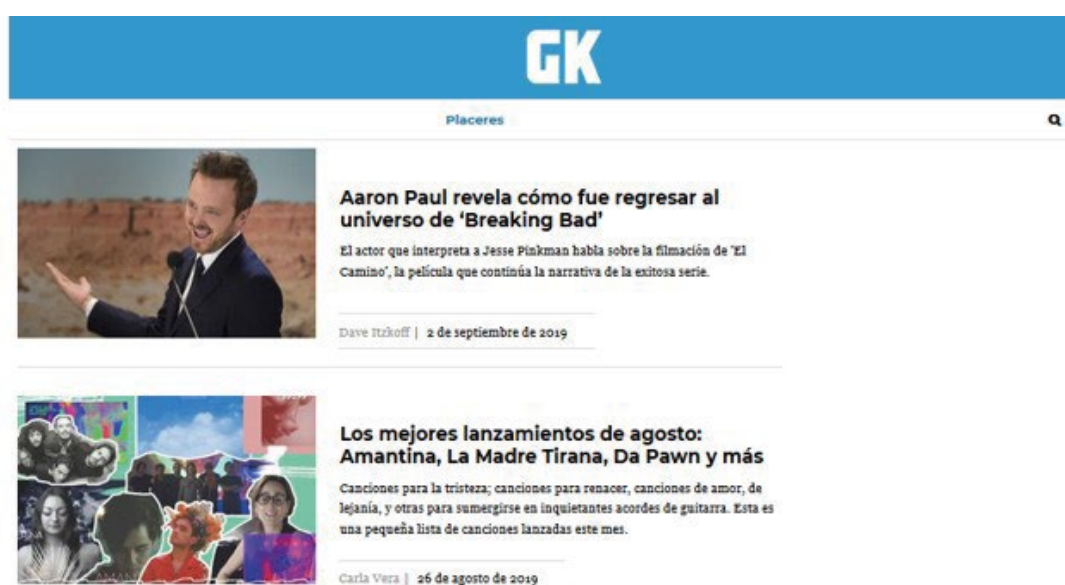 GK
Placeres
Aaron Paul revela cómo fue regresar al
universo de ‘Breaking Bad’
El actor que interpreta a Jesse Pinkman habla sobre la filmación de 'El
Camino', la película que continúa la narrativa de la exitosa serie.
Dave Itzkoff | 2 de septiembre de 2019
Los mejores lanzamientos de agosto:
Amantina, La Madre Tirana, Da Pawn y más
Canciones para la tristeza; canciones para renacer, canciones de amor, de
lejanía, y otras para sumergirse en inquietantes acordes de guitarra. Esta es
una pequeña lista de canciones lanzadas este mes.
Carla Vera | 26 de agosto de 2019